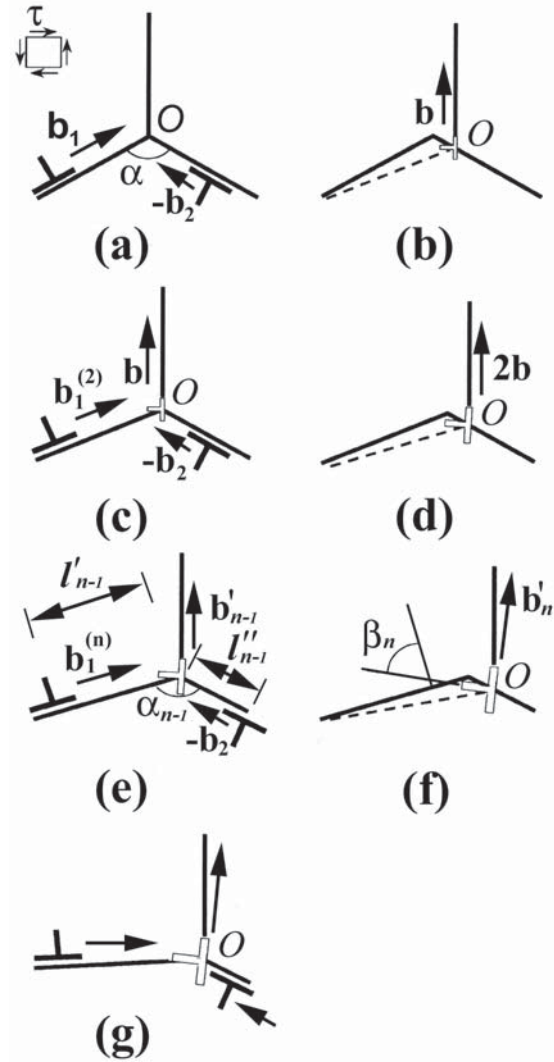 τ
b₁ O
α
-b₂
(a)
b O
(b)
b
b₁⁽²⁾ O
-b₂
(c)
2b
O
(d)
l'ₙ₋₁
b'ₙ₋₁
b₁⁽ⁿ⁾ l''ₙ₋₁
O
αₙ₋₁
-b₂
(e)
b'ₙ
βₙ
O
(f)
O
(g)